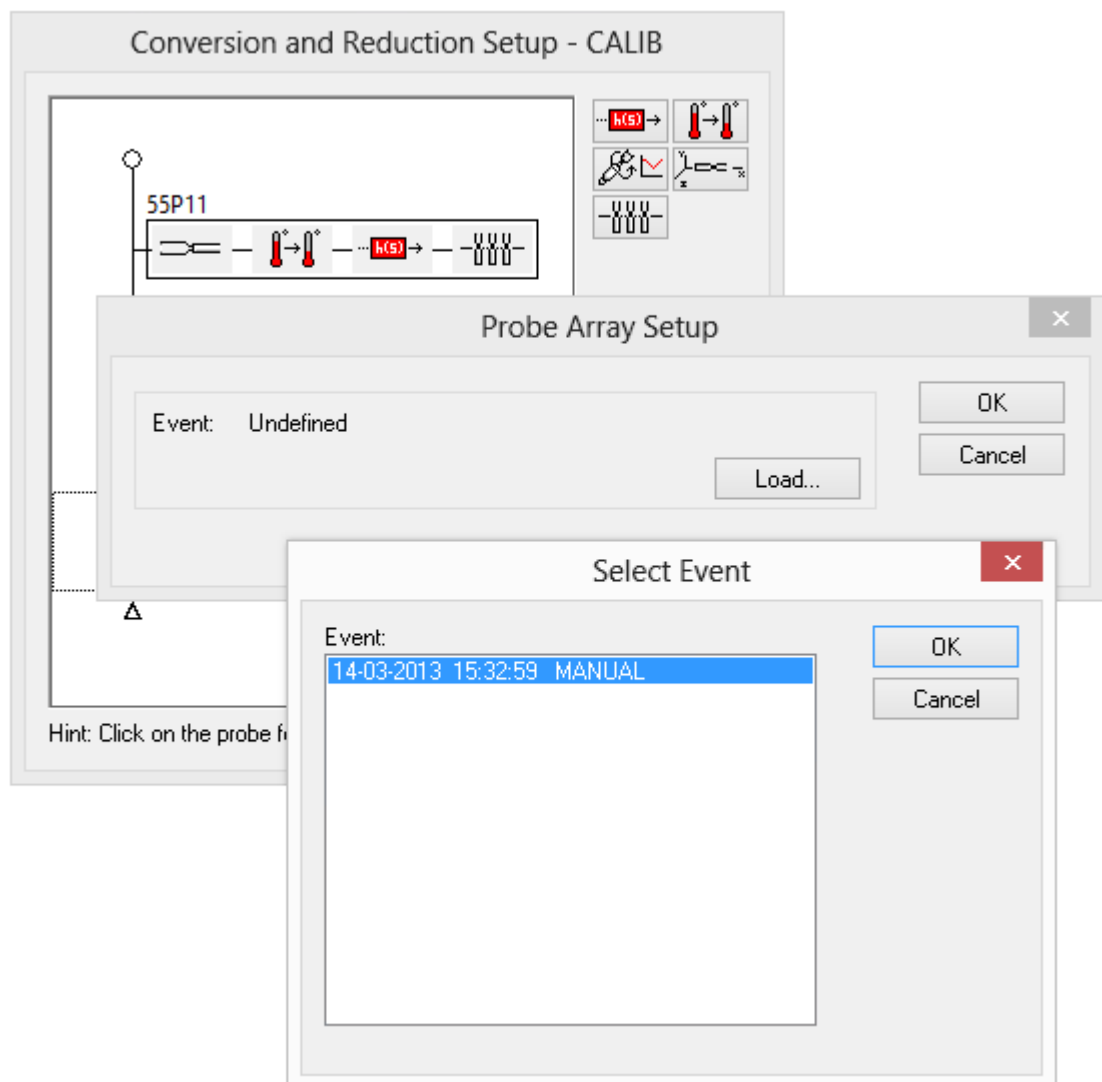 Conversion and Reduction Setup - CALIB
h(s)
55P11
h(s)
Probe Array Setup
Event: Undefined
OK
Cancel
Load...
Select Event
Event:
OK
14-03-2013 15:32:59 MANUAL
Cancel
Hint: Click on the probe